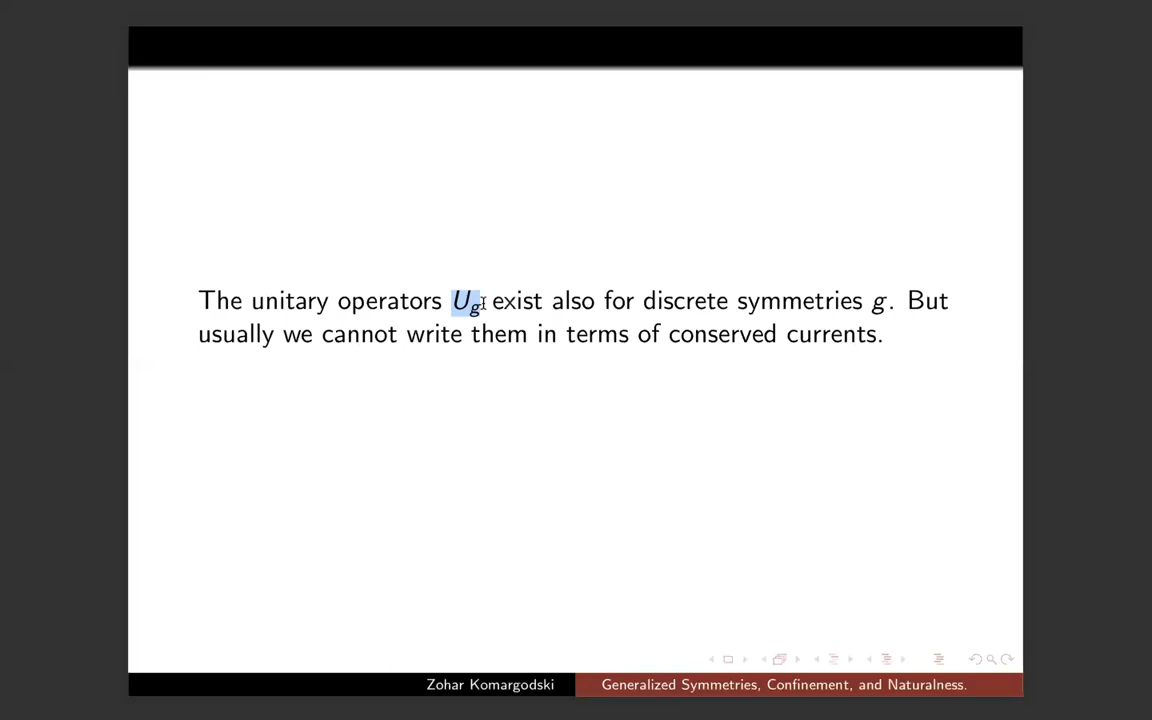 The unitary operators U_g exist also for discrete symmetries g. But
usually we cannot write them in terms of conserved currents.
Zohar Komargodski
Generalized Symmetries, Confinement, and Naturalness.